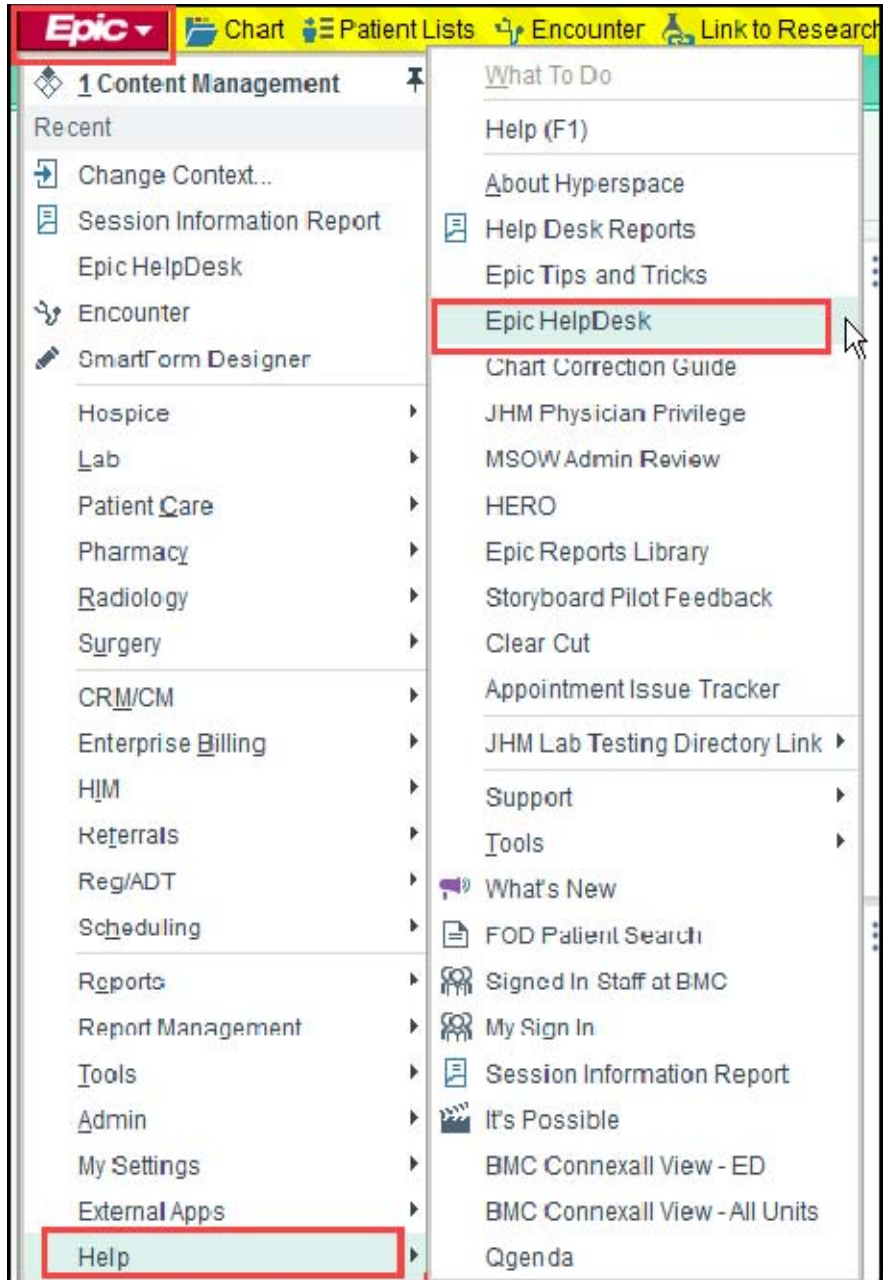 Epic
Chart
Patient Lists
Encounter
Link to Research
1 Content Management
Recent
Change Context...
Session Information Report
Epic HelpDesk
Encounter
SmartForm Designer
Hospice
Lab
Patient Care
Pharmacy
Radiology
Surgery
CRM/CM
Enterprise Billing
HIM
Referrals
Reg/ADT
Scheduling
Reports
Report Management
Tools
Admin
My Settings
External Apps
Help
What To Do
Help (F1)
About Hyperspace
Help Desk Reports
Epic Tips and Tricks
Epic HelpDesk
Chart Correction Guide
JHM Physician Privilege
MSOW Admin Review
HERO
Epic Reports Library
Storyboard Pilot Feedback
Clear Cut
Appointment Issue Tracker
JHM Lab Testing Directory Link
Support
Tools
What's New
FOD Patient Search
Signed In Staff at BMC
My Sign In
Session Information Report
It's Possible
BMC Connexall View - ED
BMC Connexall View - All Units
Qgenda